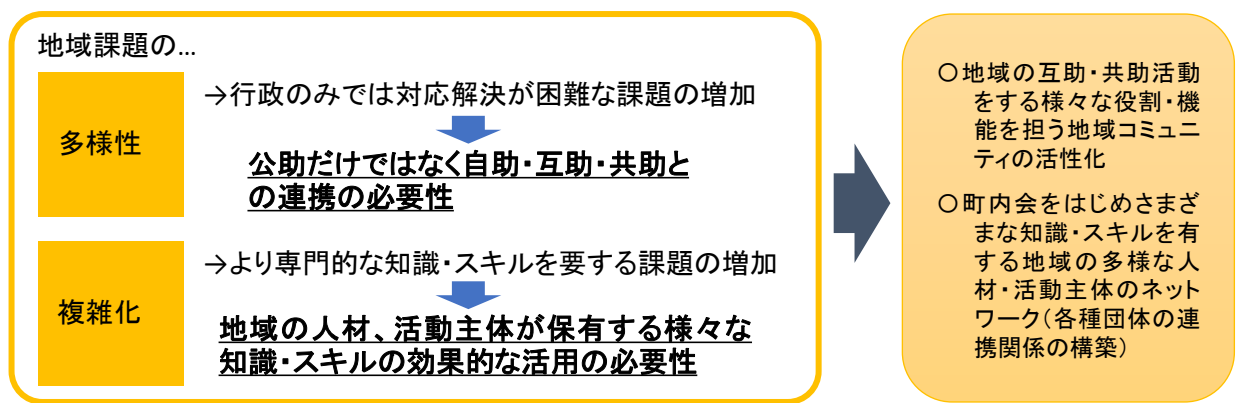 地域課題の…
多様性
→行政のみでは対応解決が困難な課題の増加
公助だけではなく自助・互助・共助と
の連携の必要性
複雑化
→より専門的な知識・スキルを要する課題の増加
地域の人材、活動主体が保有する様々な
知識・スキルの効果的な活用の必要性
〇地域の互助・共助活動
をする様々な役割・機
能を担う地域コミュニ
ティの活性化
〇町内会をはじめさまざ
まな知識・スキルを有
する地域の多様な人
材・活動主体のネット
ワーク（各種団体の連
携関係の構築）